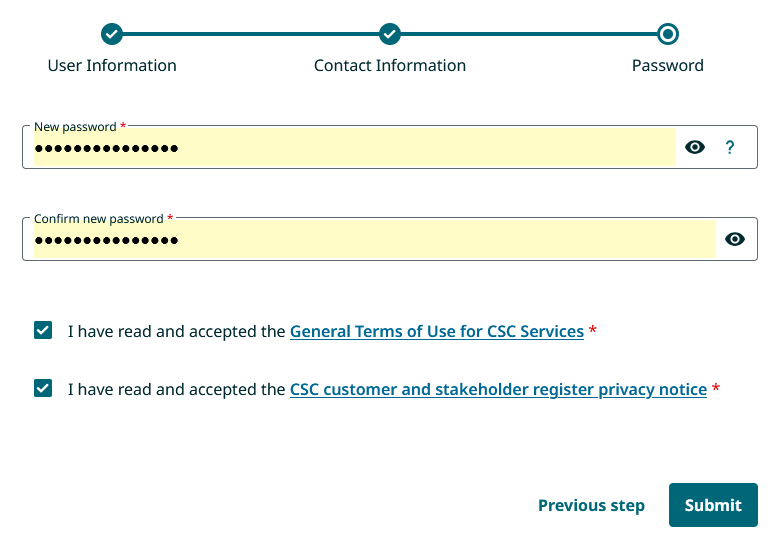 User Information
Contact Information
Password
New password *
•••••••••••••••
?
Confirm new password *
•••••••••••••••
I have read and accepted the General Terms of Use for CSC Services *
I have read and accepted the CSC customer and stakeholder register privacy notice *
Previous step
Submit